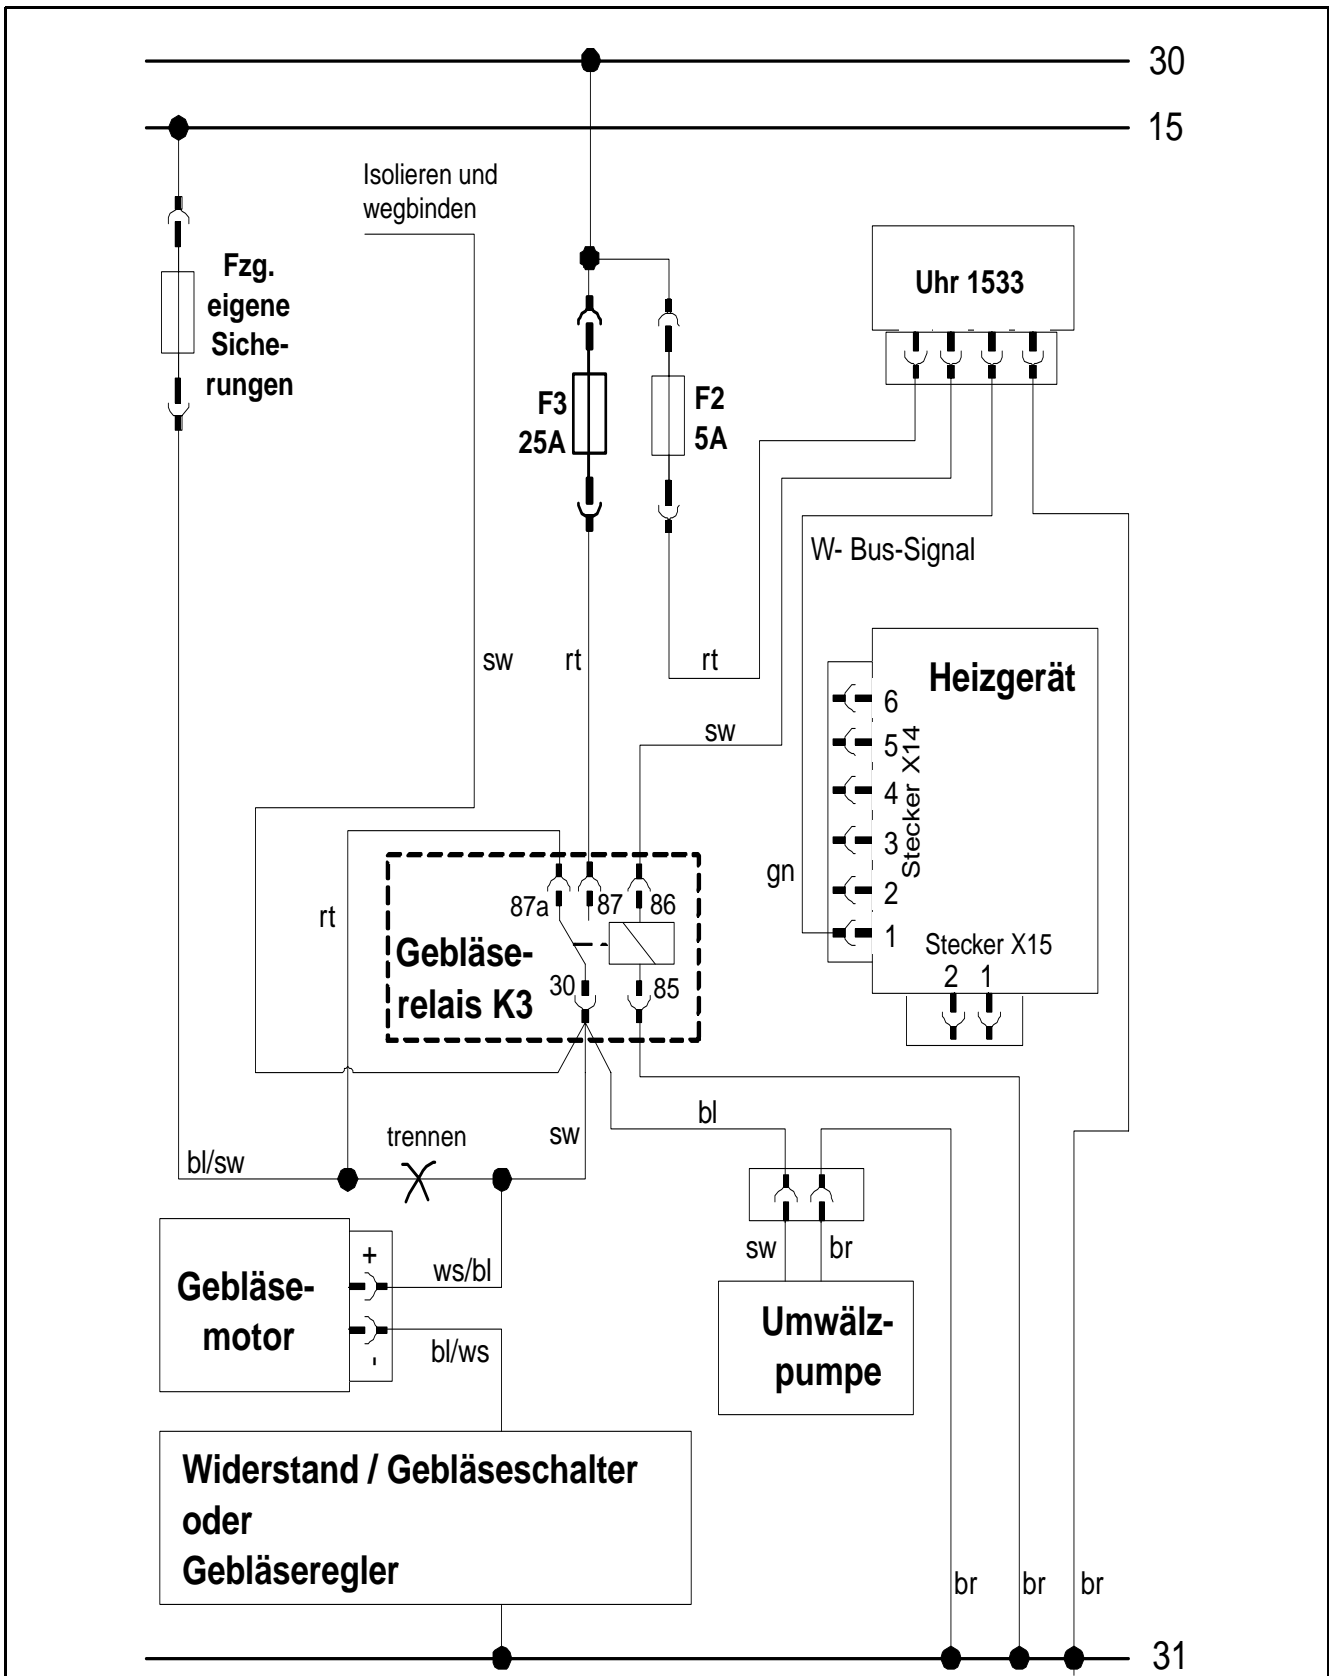 30
15
Isolieren und
wegbinden
Fzg.
eigene
Siche-
rungen
Uhr 1533
F3
25A
F2
5A
W- Bus-Signal
sw
rt
rt
sw
Heizgerät
6
5
4
3
2
1
Stecker X14
gn
Stecker X15
2 1
rt
87a
87
86
Gebläse-
relais K3
30
85
bl
trennen
sw
bl/sw
Gebläse-
motor
+
-
ws/bl
bl/ws
sw
br
Umwälz-
pumpe
Widerstand / Gebläseschalter
oder
Gebläseregler
br
br
br
31